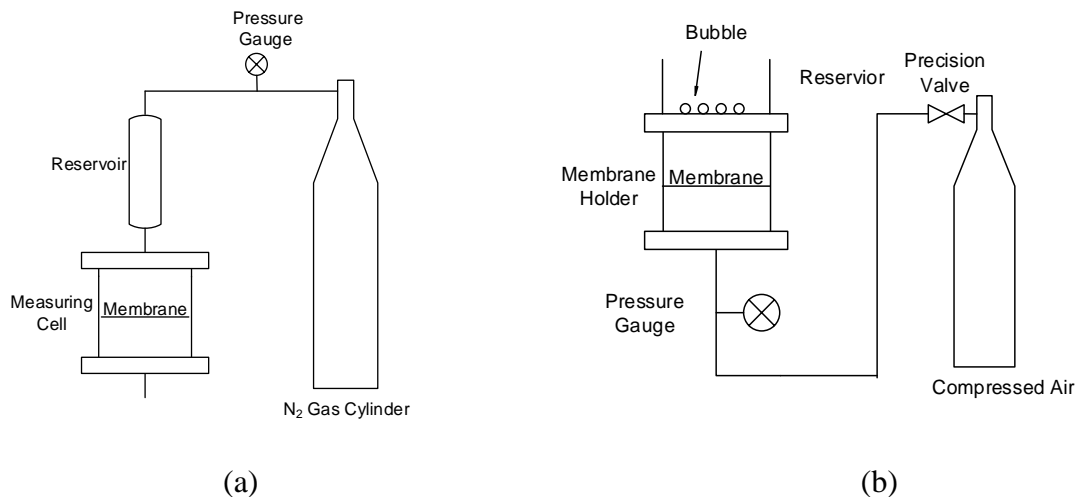 Pressure
Gauge
Reservoir
Measuring
Cell
Membrane
N₂ Gas Cylinder
(a)
Bubble
Reservior
Precision
Valve
Membrane
Holder
Membrane
Pressure
Gauge
Compressed Air
(b)